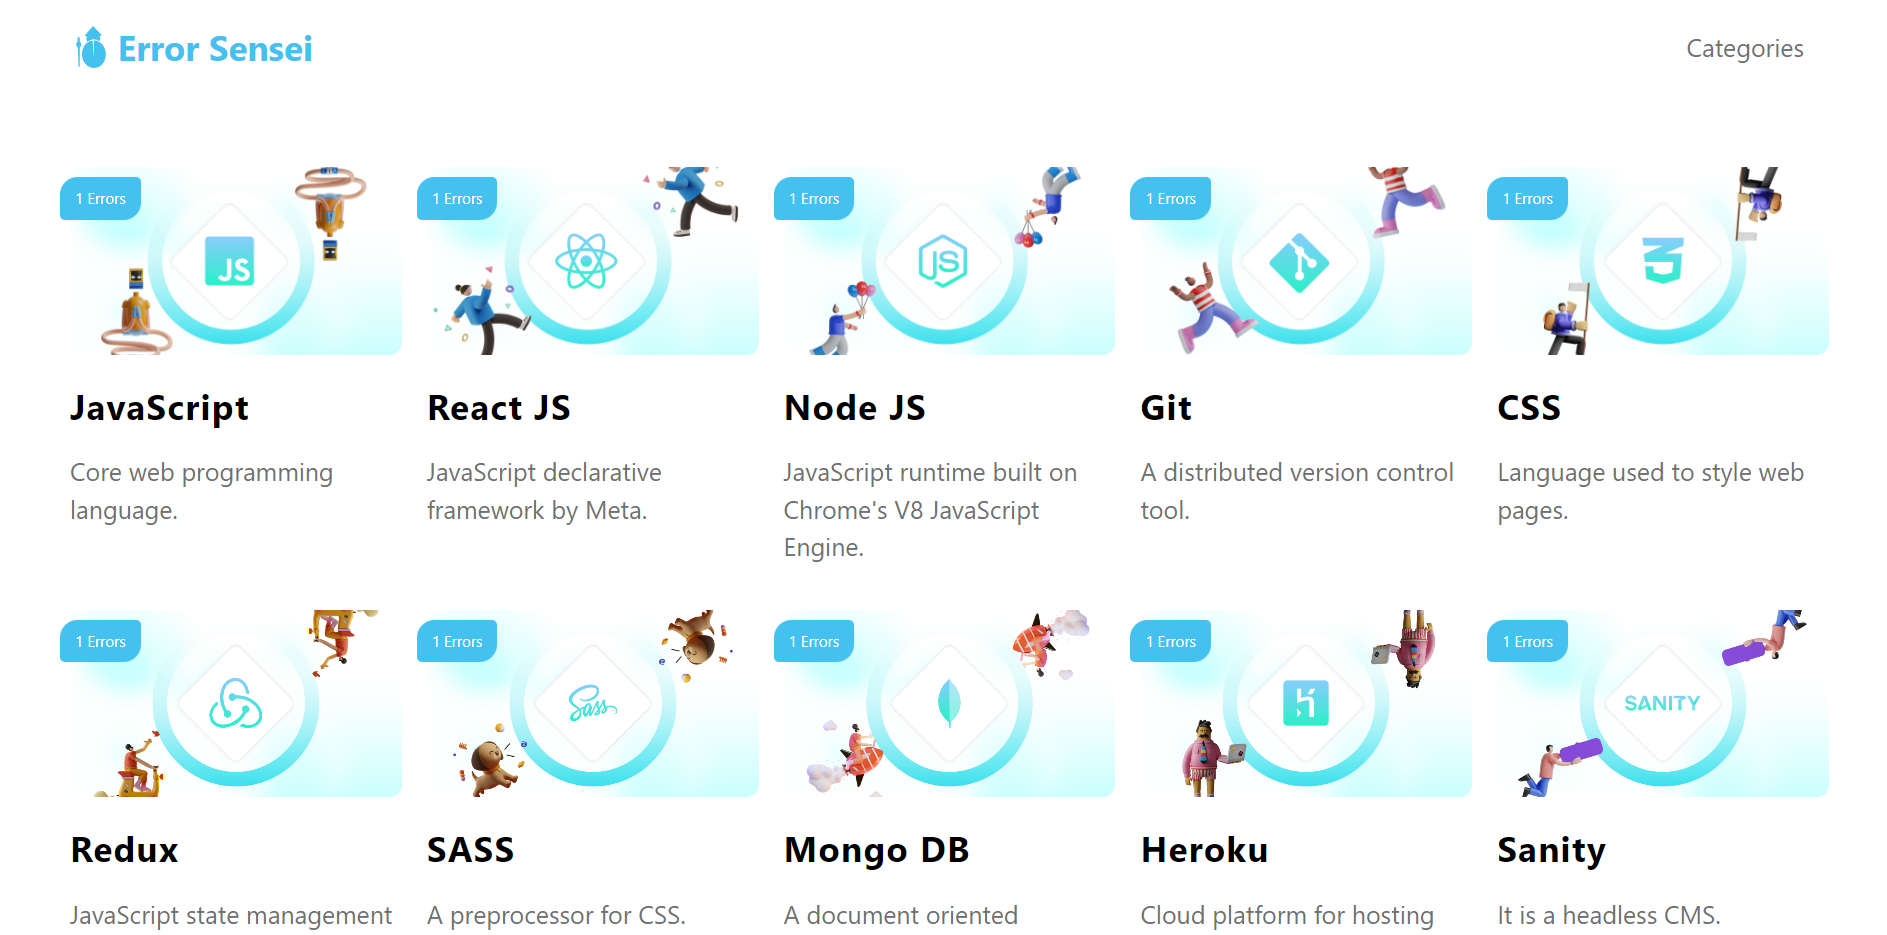 Error Sensei
Categories
1 Errors
1 Errors
1 Errors
1 Errors
1 Errors
JS
JS
JavaScript
Core web programming
language.
React JS
JavaScript declarative
framework by Meta.
Node JS
JavaScript runtime built on
Chrome's V8 JavaScript
Engine.
Git
A distributed version control
tool.
CSS
Language used to style web
pages.
1 Errors
1 Errors
1 Errors
1 Errors
1 Errors
Sass
SANITY
Redux
JavaScript state management
SASS
A preprocessor for CSS.
Mongo DB
A document oriented
Heroku
Cloud platform for hosting
Sanity
It is a headless CMS.